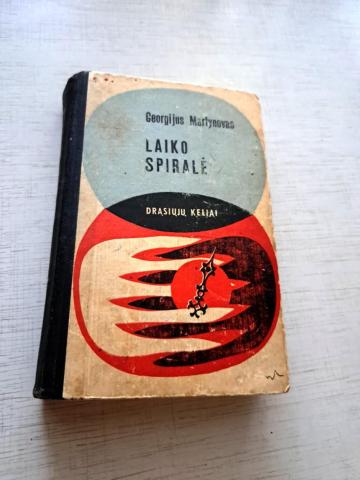 Georgijus Martynovas
LAIKO
SPIRALĖ
DRĄSIŲJŲ KELIAI